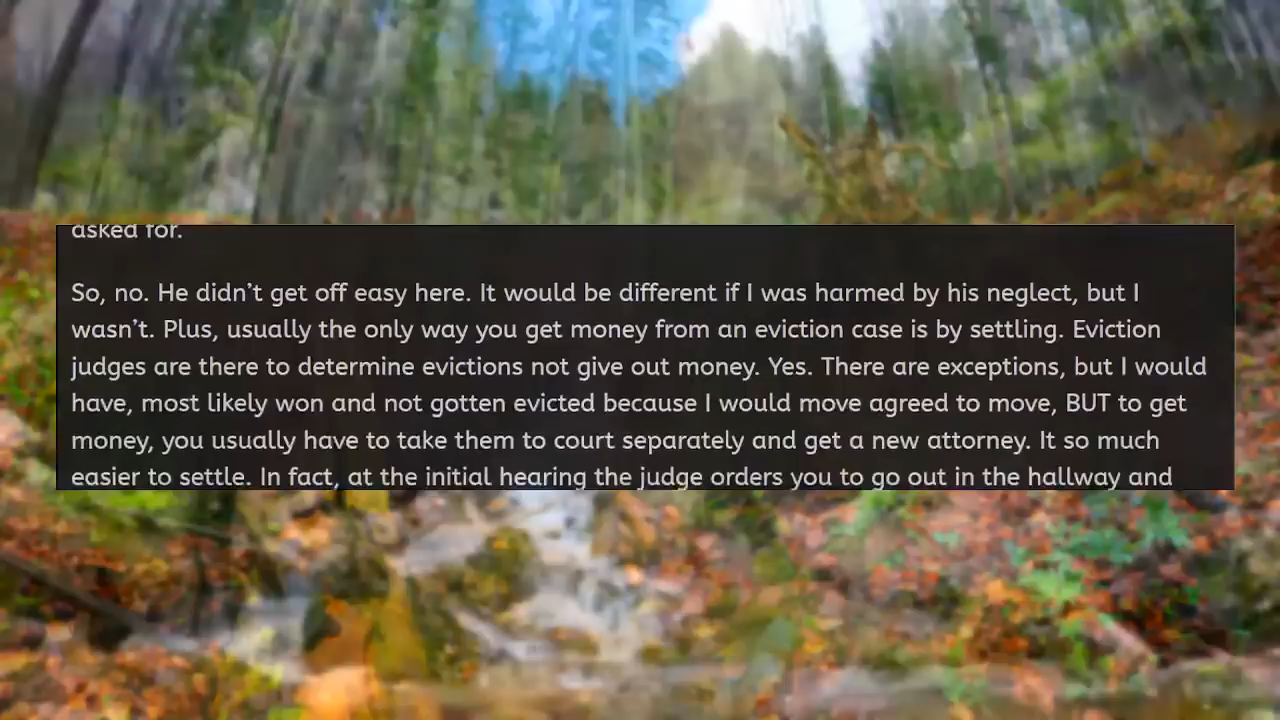 asked for.
So, no. He didn’t get off easy here. It would be different if I was harmed by his neglect, but I
wasn’t. Plus, usually the only way you get money from an eviction case is by settling. Eviction
judges are there to determine evictions not give out money. Yes. There are exceptions, but I would
have, most likely won and not gotten evicted because I would move agreed to move, BUT to get
money, you usually have to take them to court separately and get a new attorney. It so much
easier to settle. In fact, at the initial hearing the judge orders you to go out in the hallway and